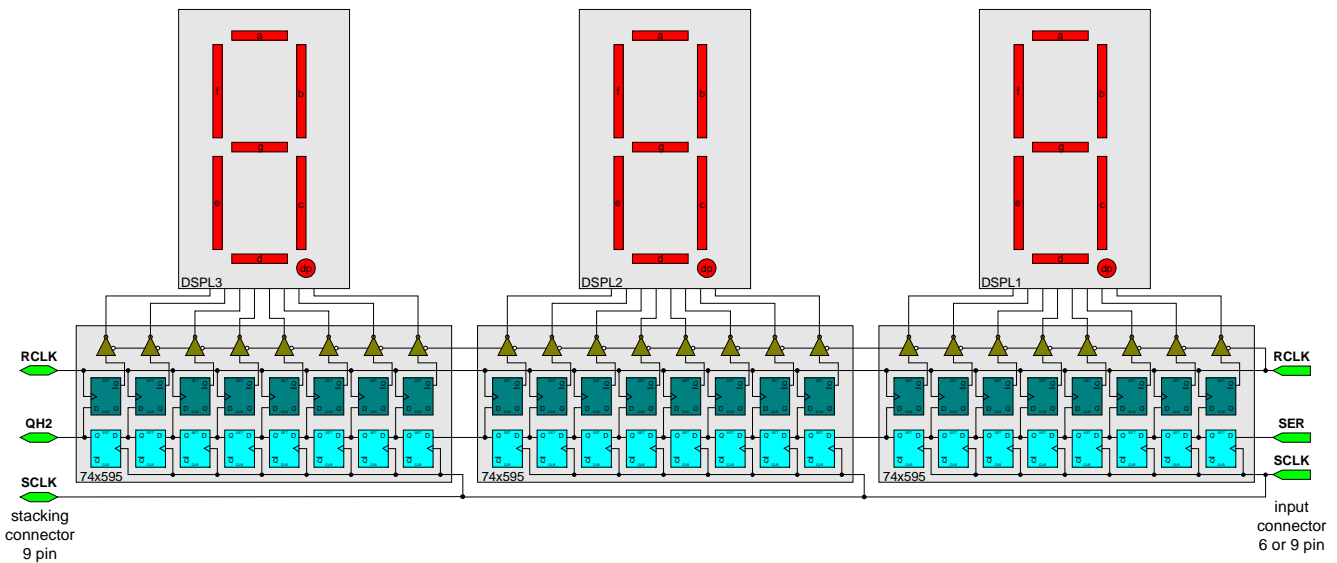 a
f
b
g
e
c
d
dp
DSPL3
a
f
b
g
e
c
d
dp
DSPL2
a
f
b
g
e
c
d
dp
DSPL1
RCLK
RCLK
QH2
SER
SCLK
SCLK
74x595
74x595
74x595
stacking
connector
9 pin
input
connector
6 or 9 pin